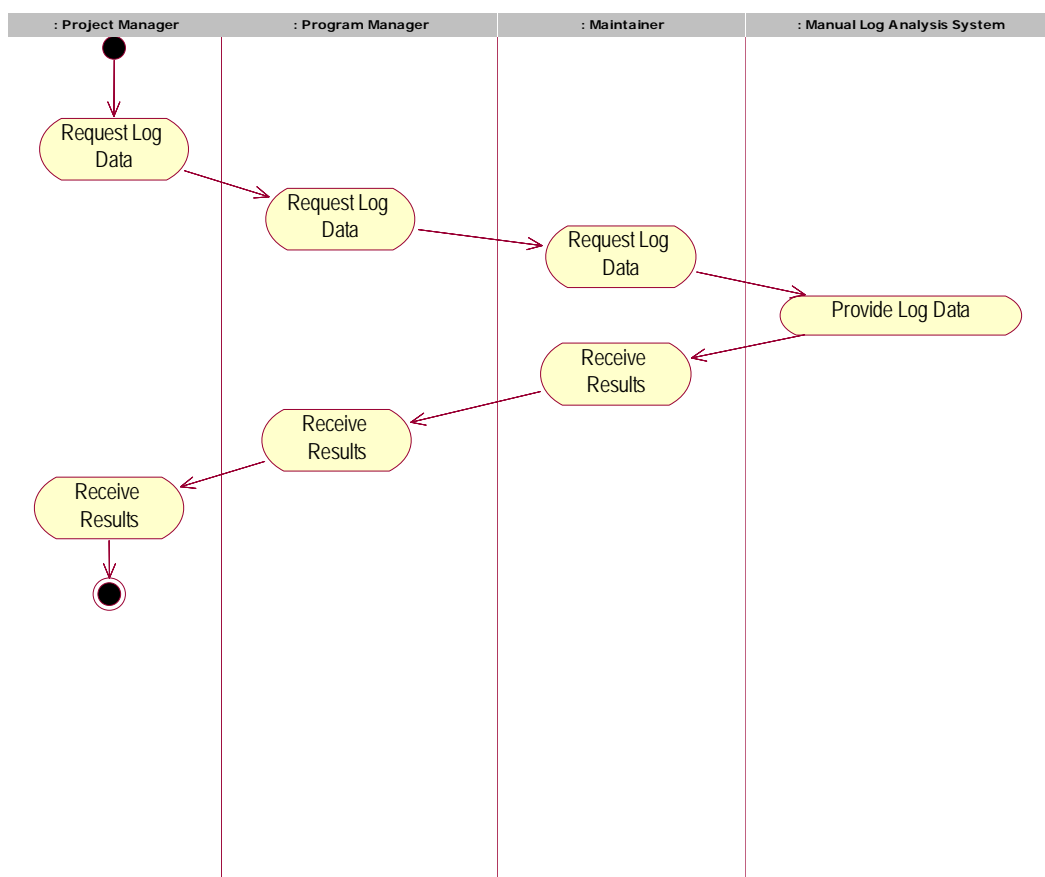 : Project Manager
: Program Manager
: Maintainer
: Manual Log Analysis System
Request Log
Data
Request Log
Data
Request Log
Data
Provide Log Data
Receive
Results
Receive
Results
Receive
Results